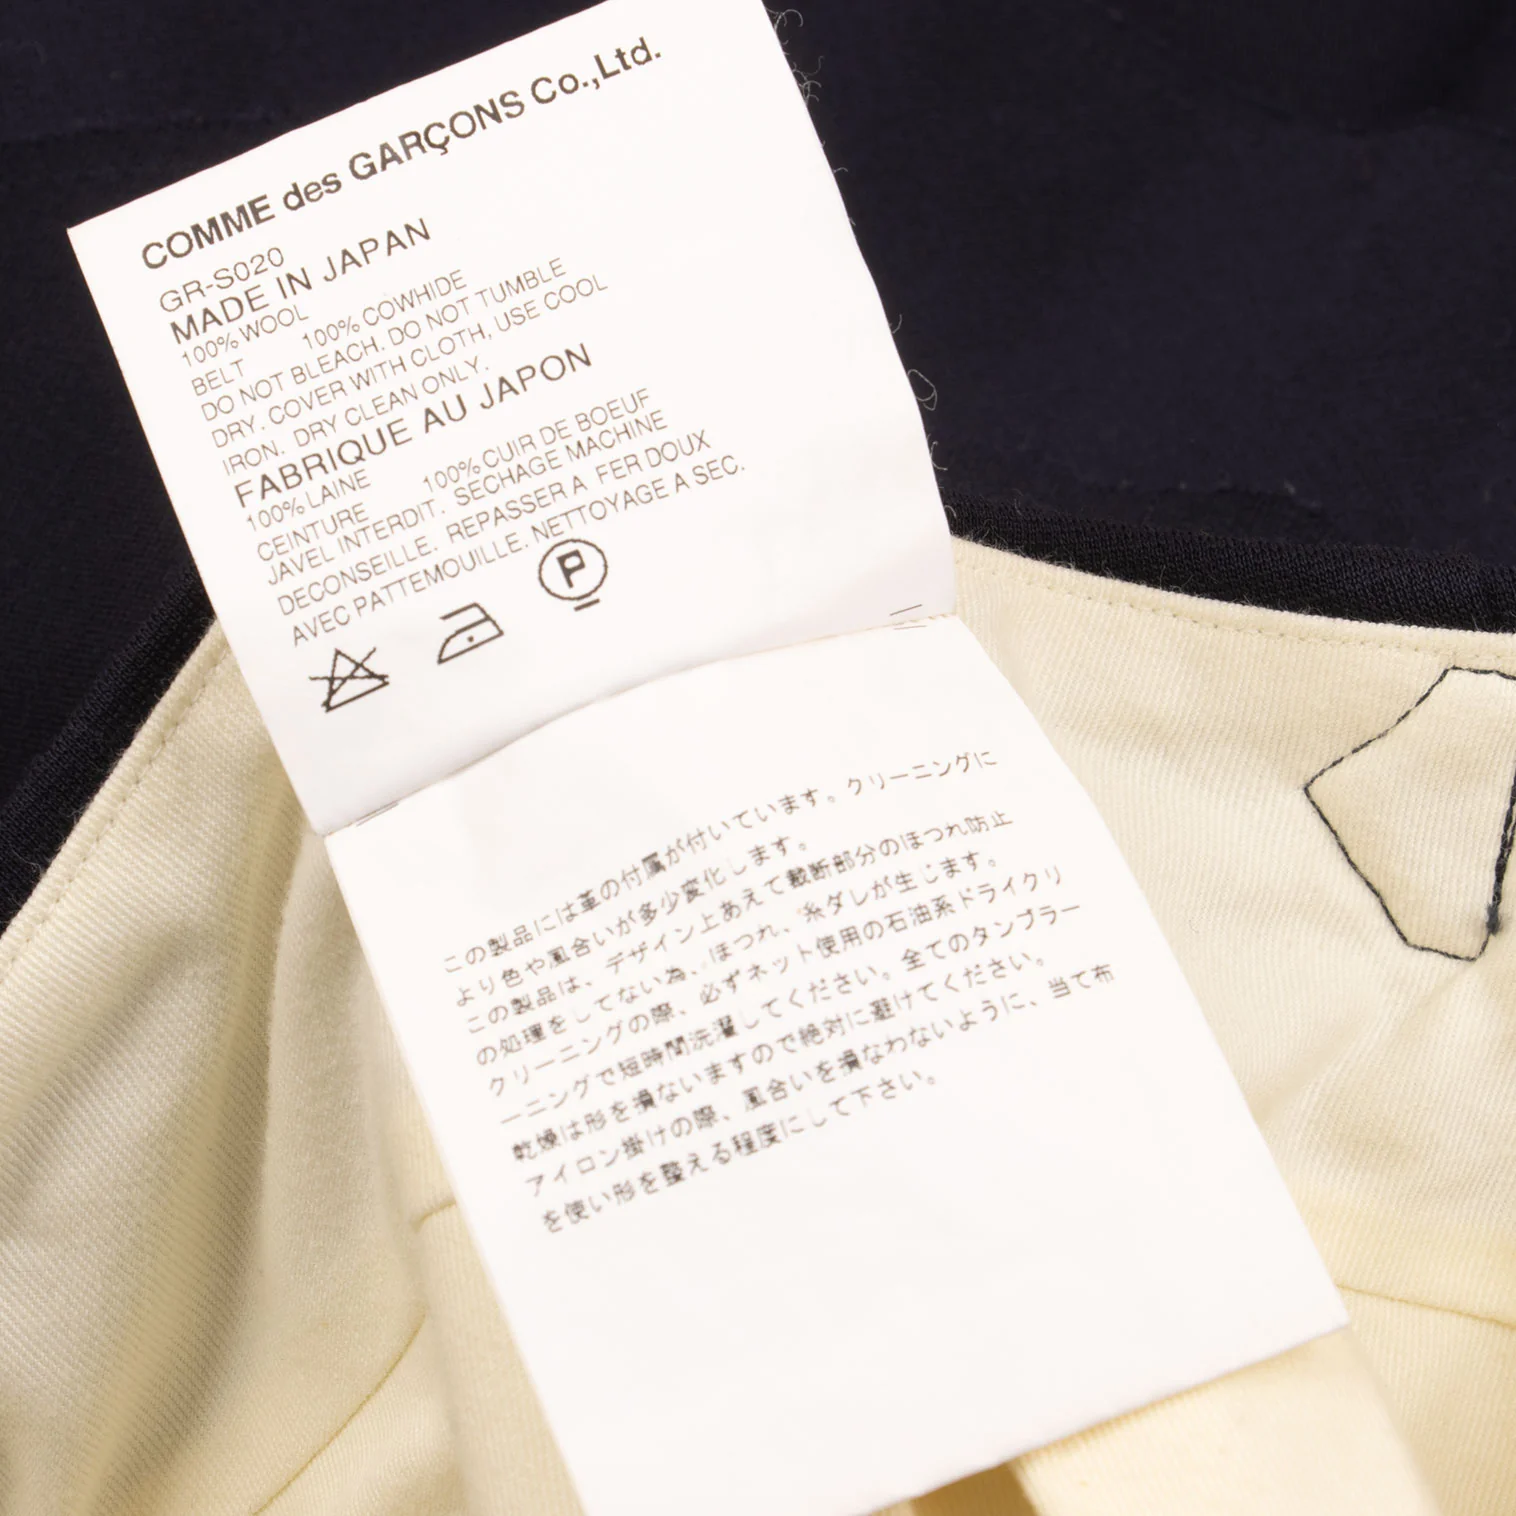 COMME des GARÇONS Co.,Ltd.
GR-S020
MADE IN JAPAN
100% WOOL
BELT 100% COWHIDE
DO NOT BLEACH. DO NOT TUMBLE
DRY. COVER WITH CLOTH, USE COOL
IRON. DRY CLEAN ONLY.
FABRIQUE AU JAPON
100% LAINE
CEINTURE 100% CUIR DE BOEUF
JAVEL INTERDIT. SECHAGE MACHINE
DECONSEILLE. REPASSER A FER DOUX
AVEC PATTEMOUILLE. NETTOYAGE A SEC.
P
この製品には革の付属が付いています。クリーニングに
より色や風合いが多少変化します。
この製品は、デザイン上あえて裁断部分のほつれ防止
の処理をしてない為、ほつれ、糸ダレが生じます。
クリーニングの際、必ずネット使用の石油系ドライクリ
ーニングで短時間洗濯してください。全てのタンブラー
乾燥は形を損ないますので絶対に避けてください。
アイロン掛けの際、風合いを損なわないように、当て布
を使い形を整える程度にして下さい。